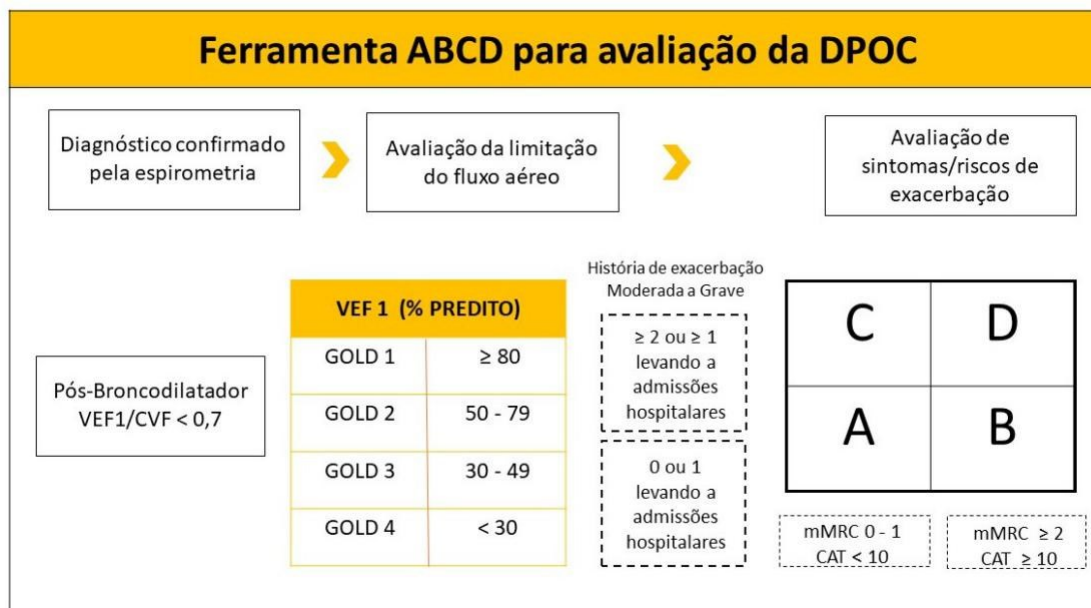 Ferramenta ABCD para avaliação da DPOC
Diagnóstico confirmado
pela espirometria
Avaliação da limitação
do fluxo aéreo
Avaliação de
sintomas/riscos de
exacerbação
Pós-Broncodilatador
VEF1/CVF < 0,7
VEF 1 (% PREDITO)
GOLD 1 ≥ 80
GOLD 2 50 - 79
GOLD 3 30 - 49
GOLD 4 < 30
História de exacerbação
Moderada a Grave
≥ 2 ou ≥ 1
levando a
admissões
hospitalares
0 ou 1
levando a
admissões
hospitalares
C D
A B
mMRC 0 - 1
CAT < 10
mMRC ≥ 2
CAT ≥ 10